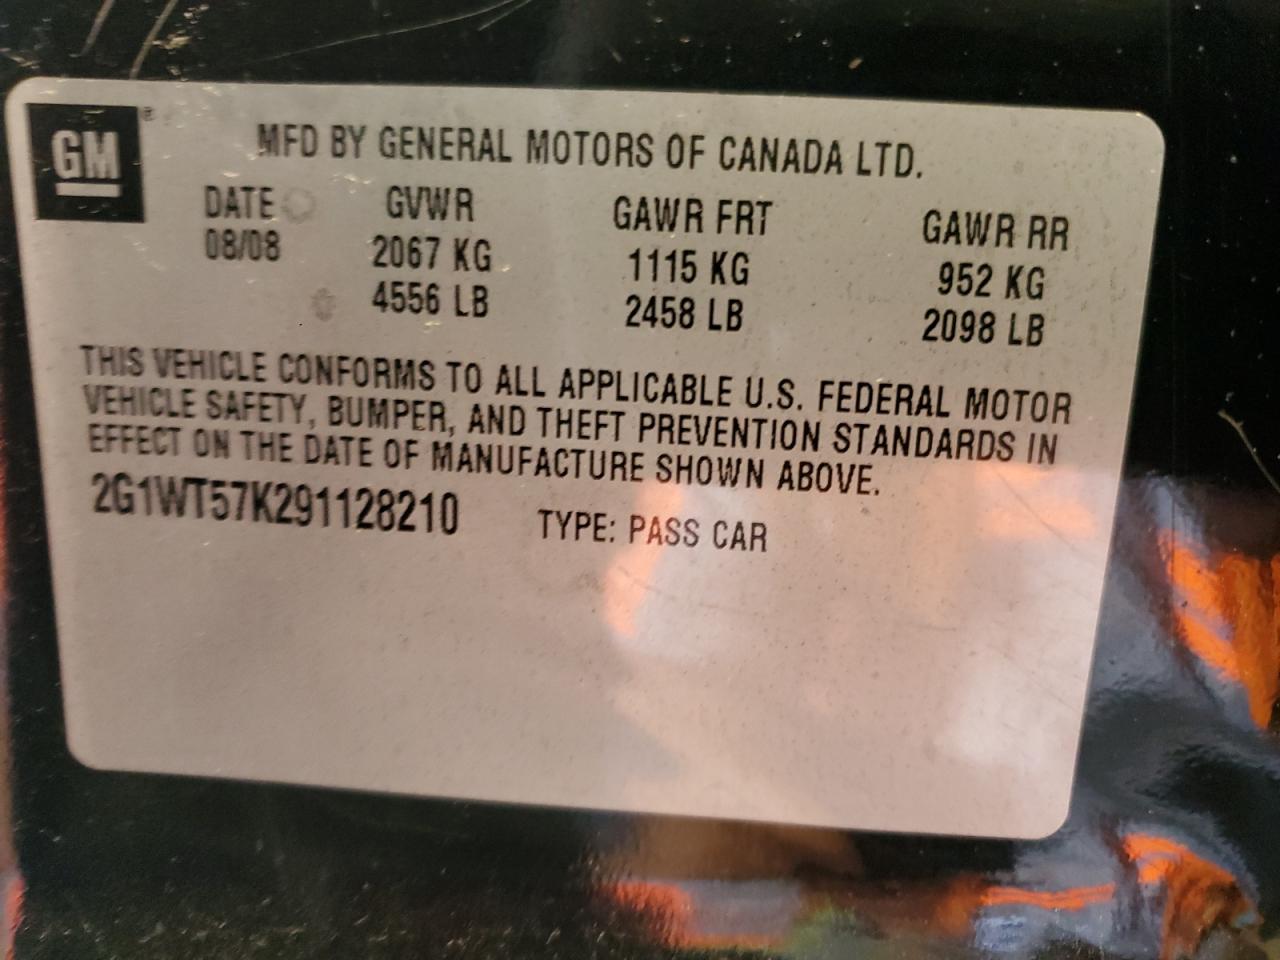 GM®
MFD BY GENERAL MOTORS OF CANADA LTD.
DATE GVWR GAWR FRT GAWR RR
08/08 2067 KG 1115 KG 952 KG
4556 LB 2458 LB 2098 LB
THIS VEHICLE CONFORMS TO ALL APPLICABLE U.S. FEDERAL MOTOR
VEHICLE SAFETY, BUMPER, AND THEFT PREVENTION STANDARDS IN
EFFECT ON THE DATE OF MANUFACTURE SHOWN ABOVE.
2G1WT57K291128210 TYPE: PASS CAR